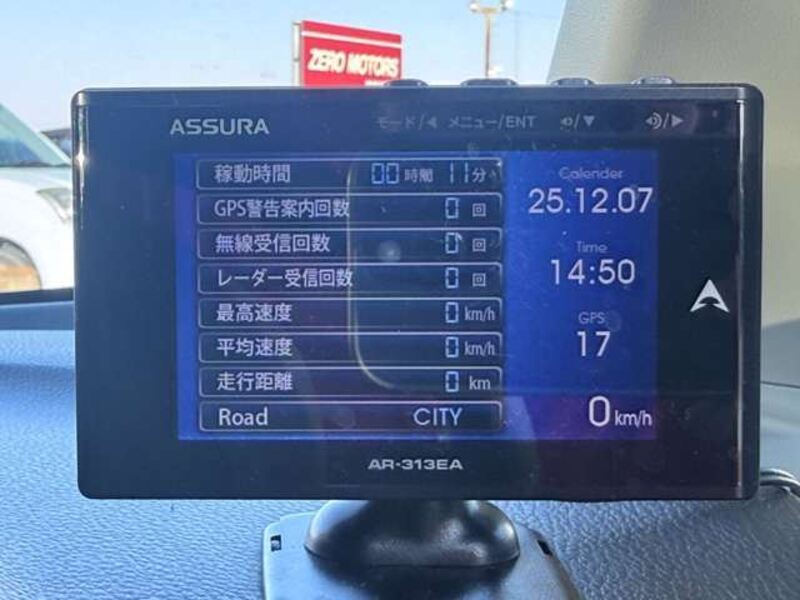 ZERO MOTORS
ASSURA
モード/◀ メニュー/ENT /▼ /▶
稼動時間 00時間 11分
GPS警告案内回数 0 回
無線受信回数 0 回
レーダー受信回数 0 回
最高速度 0 km/h
平均速度 0 km/h
走行距離 0 km
Road CITY
Calender
25.12.07
Time
14:50
GPS
17
0 km/h
AR-313EA